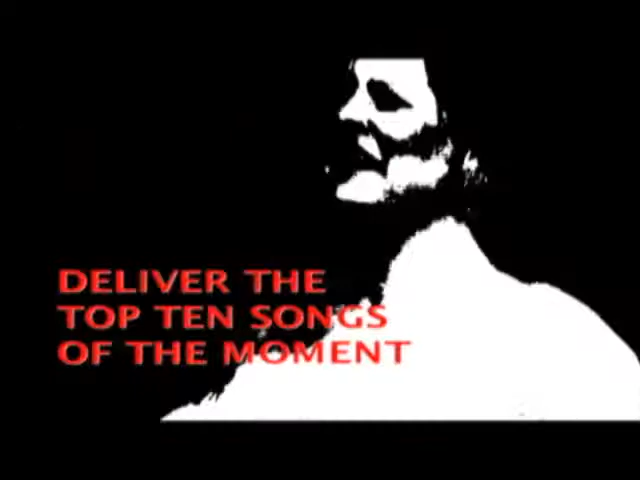 DELIVER THE
TOP TEN SONGS
OF THE MOMENT